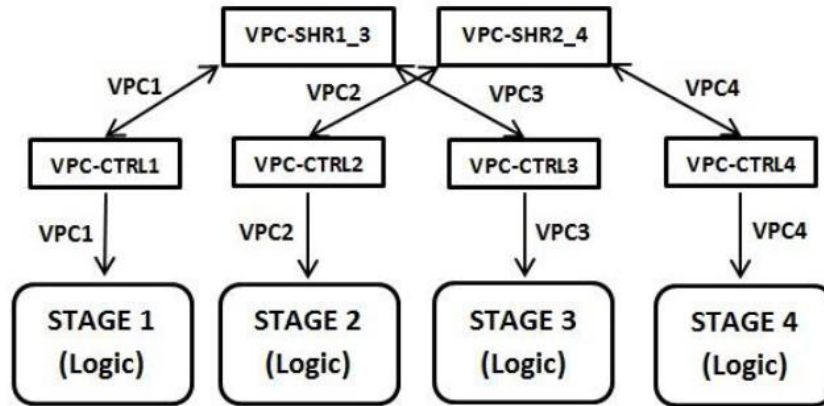 VPC-SHR1_3
VPC-SHR2_4
VPC1
VPC2
VPC3
VPC4
VPC-CTRL1
VPC-CTRL2
VPC-CTRL3
VPC-CTRL4
VPC1
VPC2
VPC3
VPC4
STAGE 1
(Logic)
STAGE 2
(Logic)
STAGE 3
(Logic)
STAGE 4
(Logic)